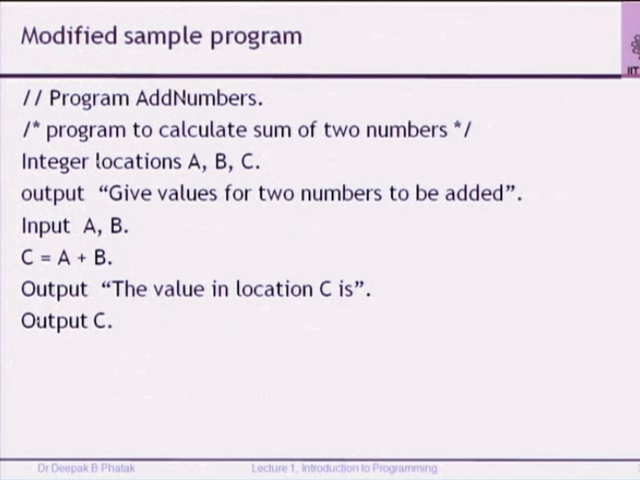 Modified sample program
IIT
// Program AddNumbers.
/* program to calculate sum of two numbers */
Integer locations A, B, C.
output “Give values for two numbers to be added”.
Input A, B.
C = A + B.
Output “The value in location C is”.
Output C.
Dr Deepak B Phatak
Lecture 1, Introduction to Programming